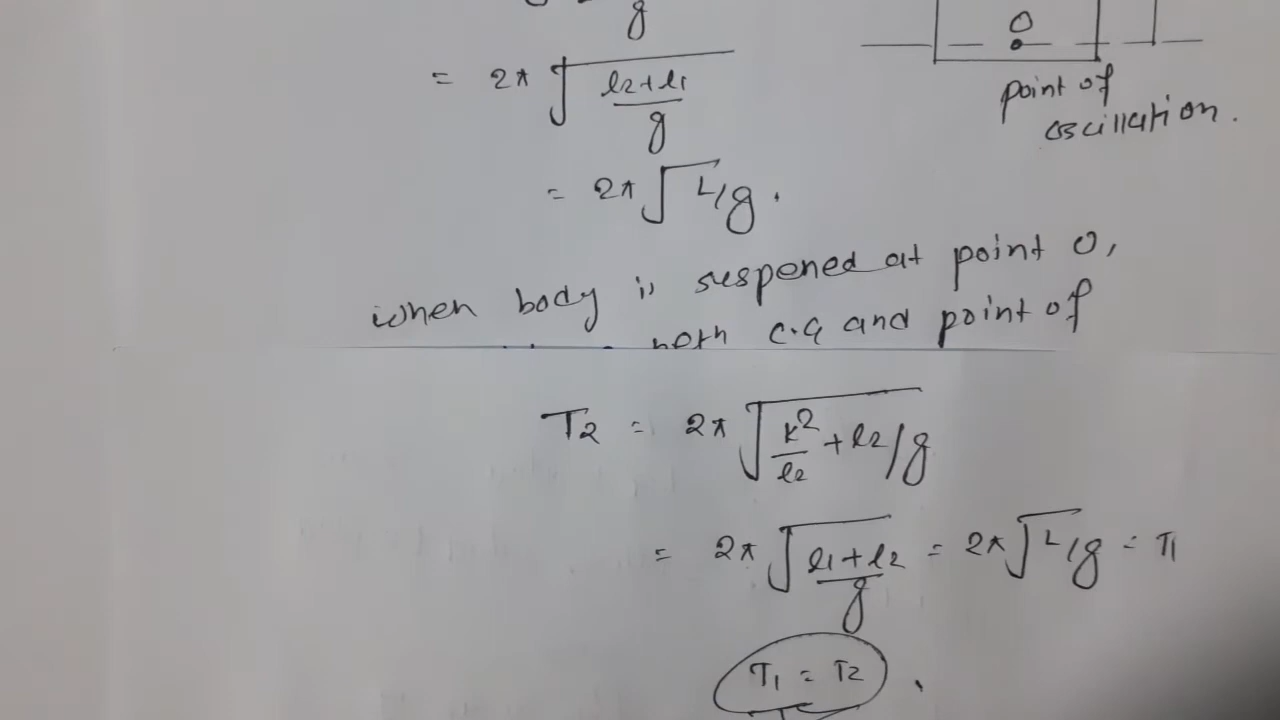 g
= 2π √(l2+l1/g)
O
point of
oscillation.
= 2π √L/g .
when body is suspened at point O,
both C.G and point of
T2 = 2π √(k²/l2 + l2/g)
= 2π √(l1+l2/g) = 2π √L/g = T1
T1 = T2 .